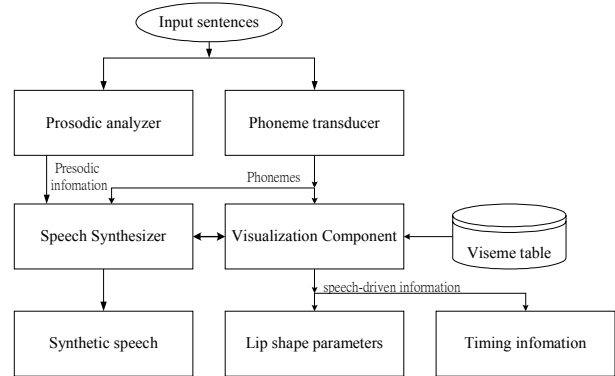 Input sentences
Prosodic analyzer
Phoneme transducer
Presodic
infomation
Phonemes
Speech Synthesizer
Visualization Component
Viseme table
speech-driven information
Synthetic speech
Lip shape parameters
Timing infomation